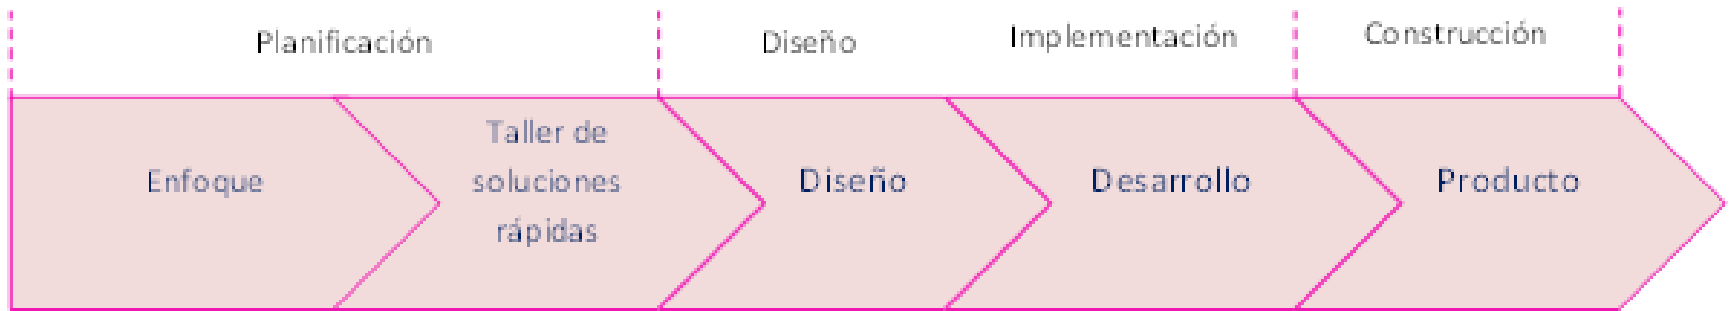 Planificación
Diseño
Implementación
Construcción
Enfoque
Taller de
soluciones
rápidas
Diseño
Desarrollo
Producto